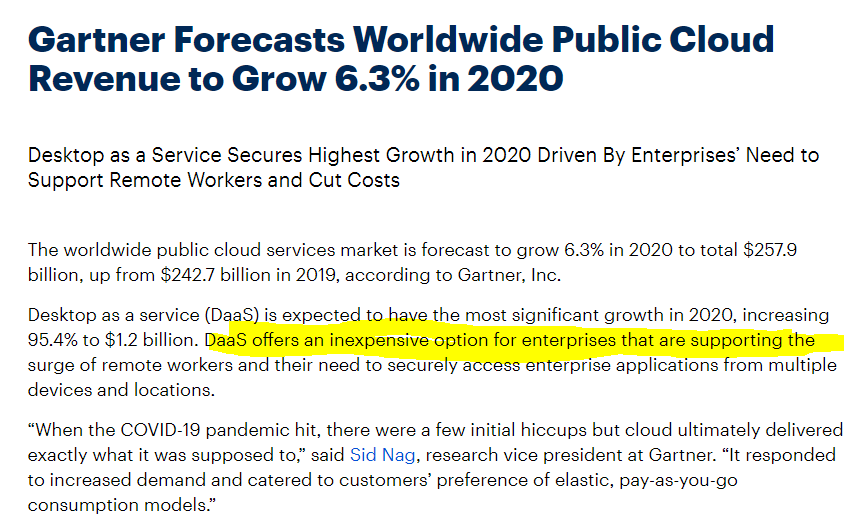 Gartner Forecasts Worldwide Public Cloud
Revenue to Grow 6.3% in 2020
Desktop as a Service Secures Highest Growth in 2020 Driven By Enterprises’ Need to
Support Remote Workers and Cut Costs
The worldwide public cloud services market is forecast to grow 6.3% in 2020 to total $257.9
billion, up from $242.7 billion in 2019, according to Gartner, Inc.
Desktop as a service (DaaS) is expected to have the most significant growth in 2020, increasing
95.4% to $1.2 billion. DaaS offers an inexpensive option for enterprises that are supporting the
surge of remote workers and their need to securely access enterprise applications from multiple
devices and locations.
“When the COVID-19 pandemic hit, there were a few initial hiccups but cloud ultimately delivered
exactly what it was supposed to,” said Sid Nag, research vice president at Gartner. “It responded
to increased demand and catered to customers’ preference of elastic, pay-as-you-go
consumption models.”